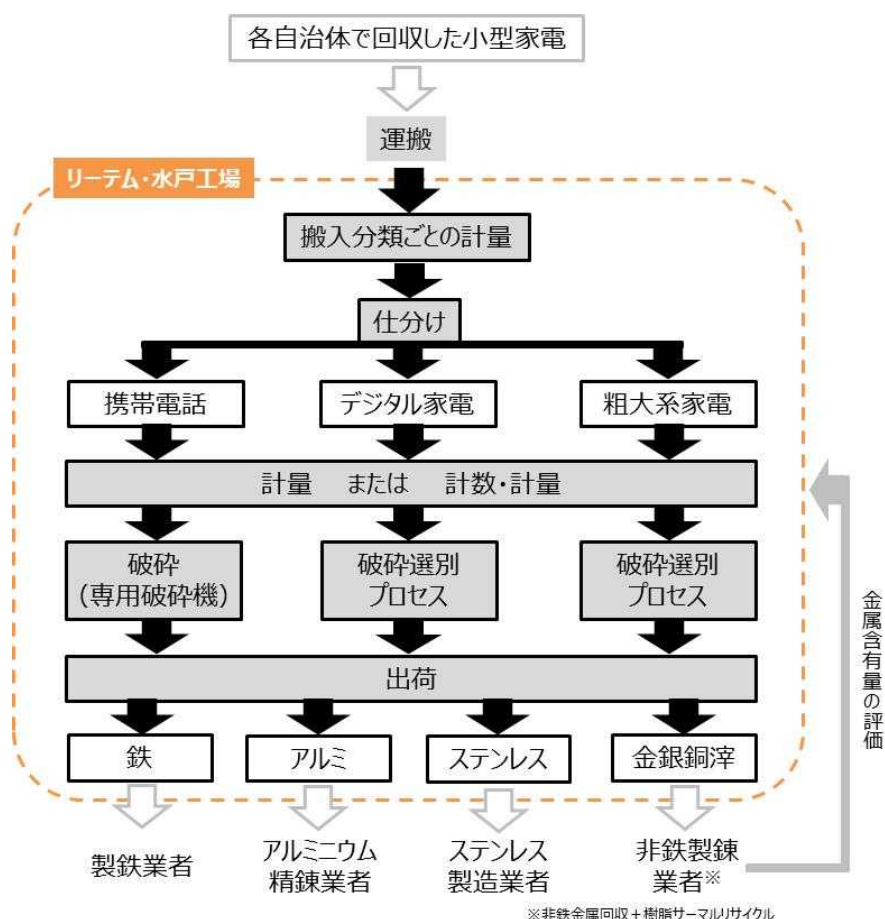 各自治体で回収した小型家電
運搬
リーテム・水戸工場
搬入分類ごとの計量
仕分け
携帯電話
デジタル家電
粗大系家電
計量 または 計数・計量
破砕
（専用破砕機）
破砕選別
プロセス
破砕選別
プロセス
出荷
鉄
アルミ
ステンレス
金銀銅滓
製鉄業者
アルミニウム
精錬業者
ステンレス
製造業者
非鉄製錬
業者※
金属含有量の評価
※非鉄金属回収＋樹脂サーマルリサイクル